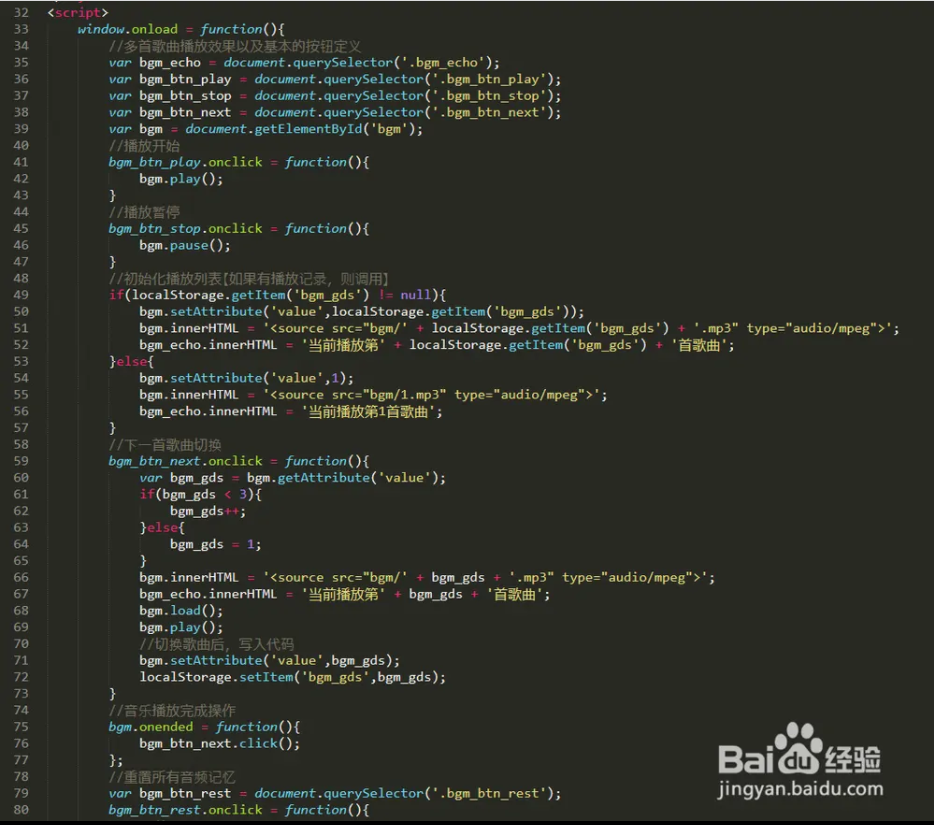 32 <script>
33 window.onload = function(){
34 //多首歌曲播放效果以及基本的按钮定义
35 var bgm_echo = document.querySelector('.bgm_echo');
36 var bgm_btn_play = document.querySelector('.bgm_btn_play');
37 var bgm_btn_stop = document.querySelector('.bgm_btn_stop');
38 var bgm_btn_next = document.querySelector('.bgm_btn_next');
39 var bgm = document.getElementById('bgm');
40 //播放开始
41 bgm_btn_play.onclick = function(){
42 bgm.play();
43 }
44 //播放暂停
45 bgm_btn_stop.onclick = function(){
46 bgm.pause();
47 }
48 //初始化播放列表【如果有播放记录，则调用】
49 if(localStorage.getItem('bgm_gds') != null){
50 bgm.setAttribute('value',localStorage.getItem('bgm_gds'));
51 bgm.innerHTML = '<source src="bgm/' + localStorage.getItem('bgm_gds') + '.mp3" type="audio/mpeg">';
52 bgm_echo.innerHTML = '当前播放第' + localStorage.getItem('bgm_gds') + '首歌曲';
53 }else{
54 bgm.setAttribute('value',1);
55 bgm.innerHTML = '<source src="bgm/1.mp3" type="audio/mpeg">';
56 bgm_echo.innerHTML = '当前播放第1首歌曲';
57 }
58 //下一首歌曲切换
59 bgm_btn_next.onclick = function(){
60 var bgm_gds = bgm.getAttribute('value');
61 if(bgm_gds < 3){
62 bgm_gds++;
63 }else{
64 bgm_gds = 1;
65 }
66 bgm.innerHTML = '<source src="bgm/' + bgm_gds + '.mp3" type="audio/mpeg">';
67 bgm_echo.innerHTML = '当前播放第' + bgm_gds + '首歌曲';
68 bgm.load();
69 bgm.play();
70 //切换歌曲后，写入代码
71 bgm.setAttribute('value',bgm_gds);
72 localStorage.setItem('bgm_gds',bgm_gds);
73 }
74 //音乐播放完成操作
75 bgm.onended = function(){
76 bgm_btn_next.click();
77 };
78 //重置所有音频记忆
79 var bgm_btn_rest = document.querySelector('.bgm_btn_rest');
80 bgm_btn_rest.onclick = function(){
Baidu经验
jingyan.baidu.com